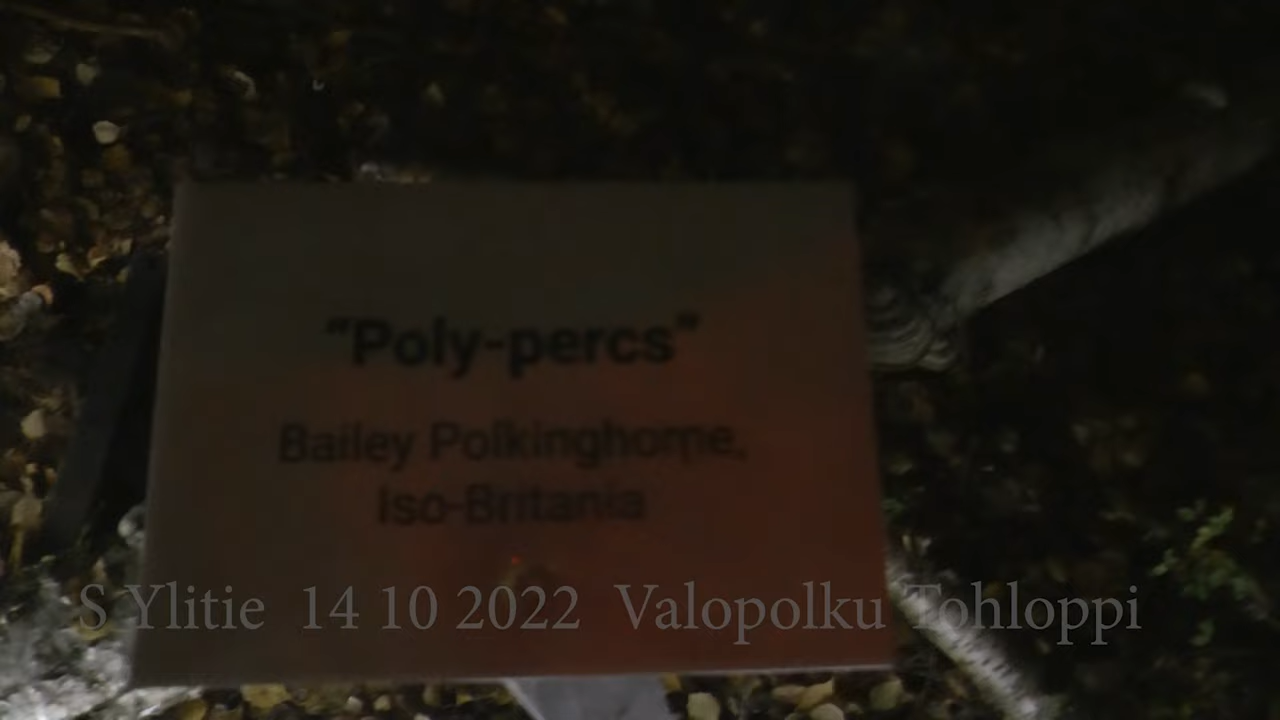 “Poly-percs”
Bailey Polkinghorne,
Iso-Britania
S Ylitie 14 10 2022 Valopolku Tohloppi